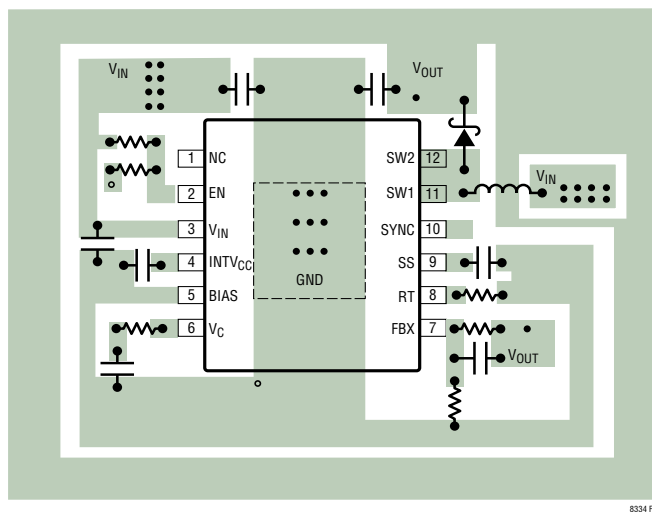 VIN
VOUT
1 NC
2 EN
3 VIN
4 INTVCC
5 BIAS
6 VC
GND
SW2 12
SW1 11
SYNC 10
SS 9
RT 8
FBX 7
VIN
VOUT
8334 F